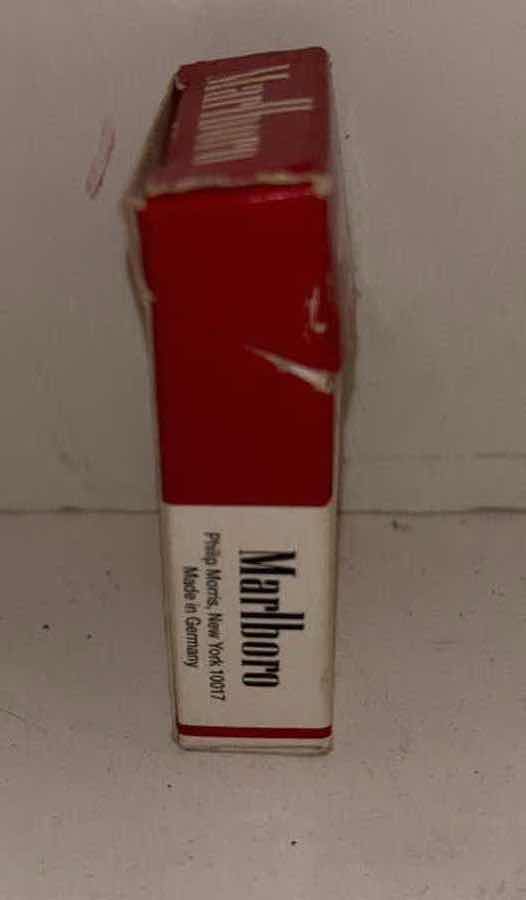 Marlboro
Marlboro
Philip Morris, New York 10017
Made in Germany